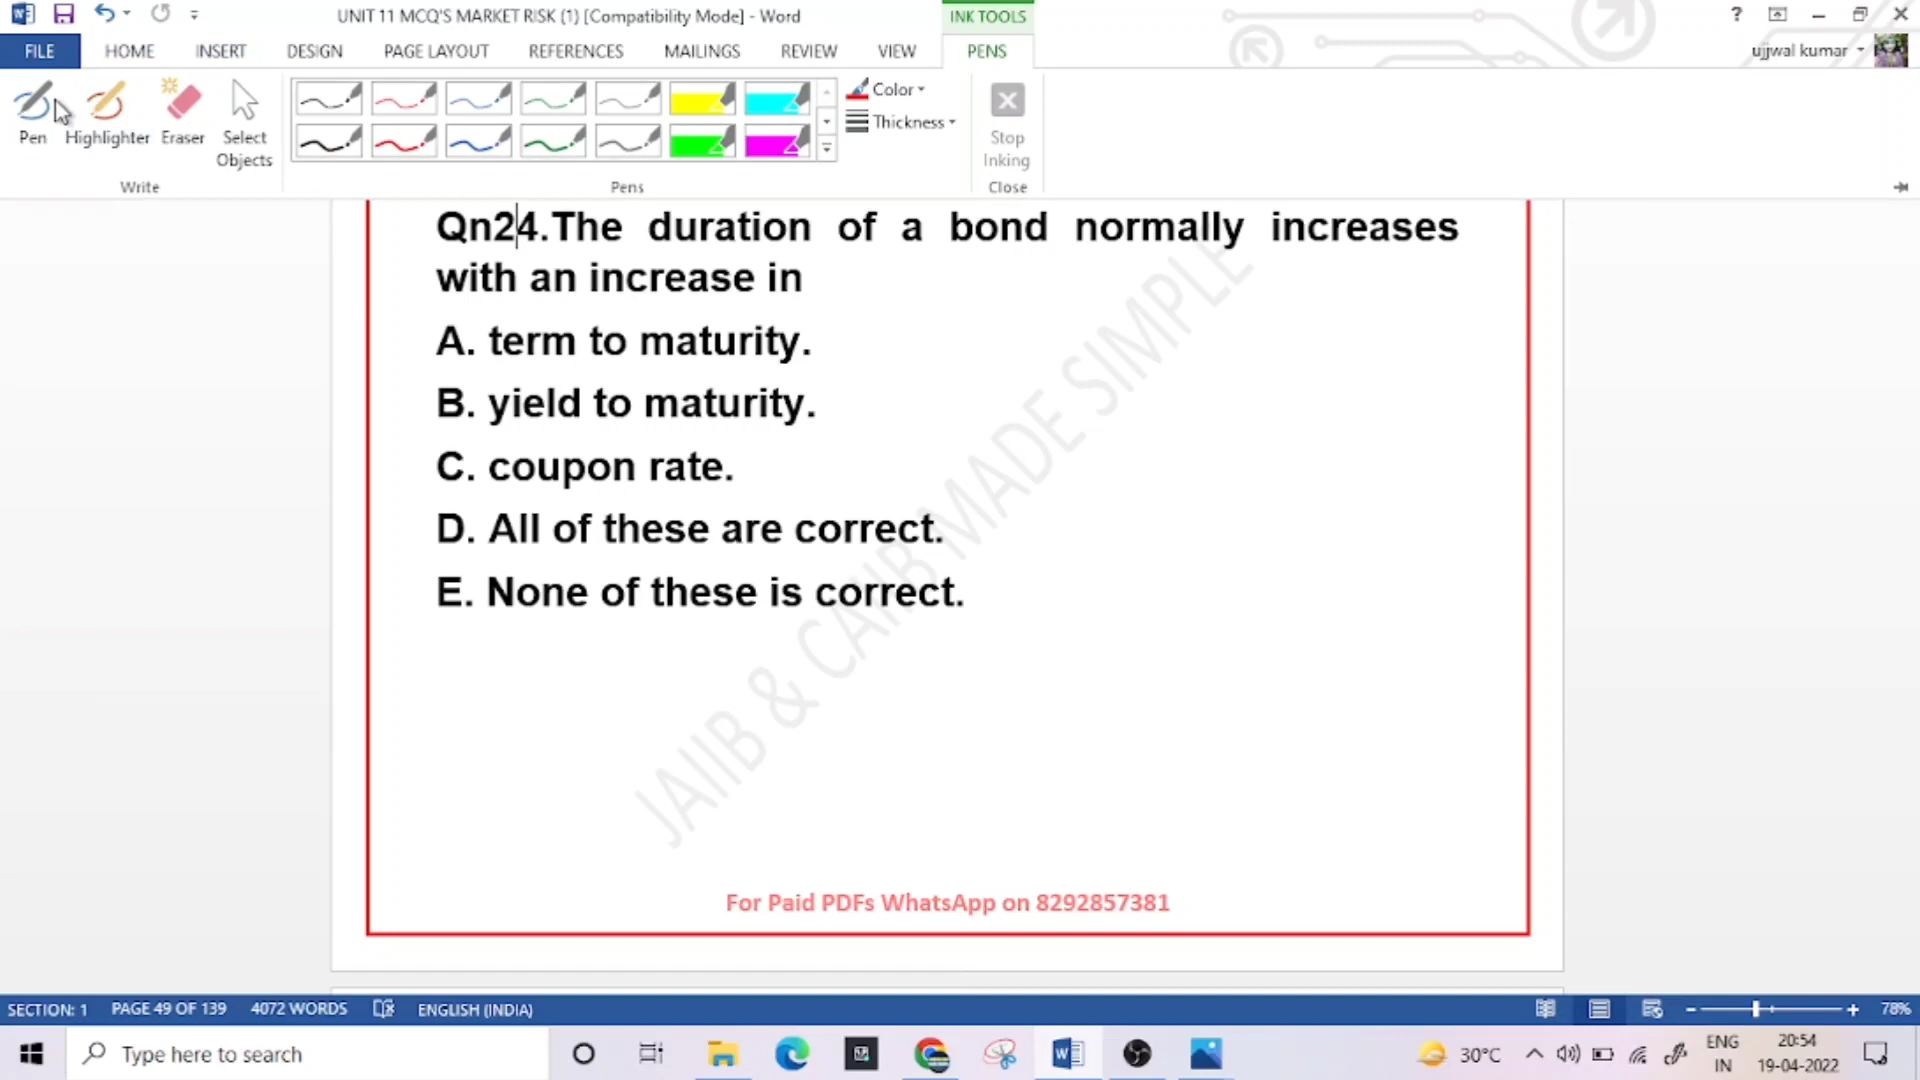 UNIT 11 MCQ'S MARKET RISK (1) [Compatibility Mode] - Word
INK TOOLS
?
FILE HOME INSERT DESIGN PAGE LAYOUT REFERENCES MAILINGS REVIEW VIEW PENS
ujjwal kumar
Pen
Highlighter
Eraser
Select
Objects
Color
Thickness
Stop
Inking
Write
Pens
Close
Qn24.The duration of a bond normally increases
with an increase in
A. term to maturity.
B. yield to maturity.
C. coupon rate.
D. All of these are correct.
E. None of these is correct.
JAIIB & CAIIB MADE SIMPLE
For Paid PDFs WhatsApp on 8292857381
SECTION: 1 PAGE 49 OF 139 4072 WORDS ENGLISH (INDIA)
78%
Type here to search
30°C
ENG
IN
20:54
19-04-2022